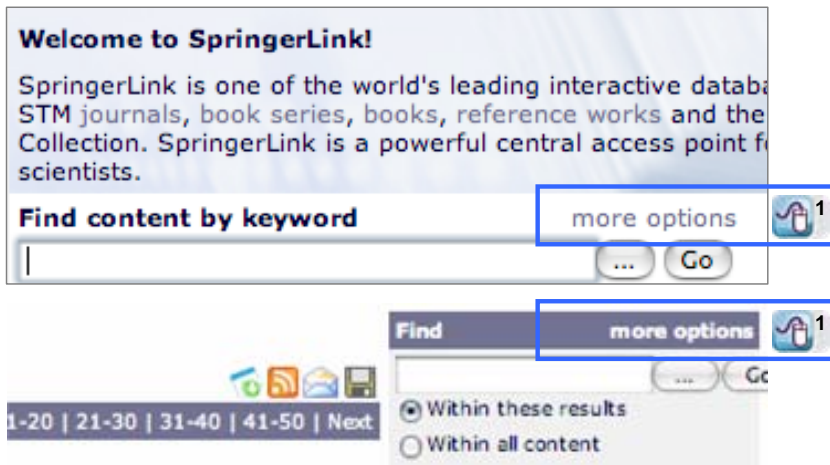 Welcome to SpringerLink!
SpringerLink is one of the world's leading interactive databa
STM journals, book series, books, reference works and the
Collection. SpringerLink is a powerful central access point f
scientists.
Find content by keyword more options 1
... Go
Find more options 1
... Go
1-20 | 21-30 | 31-40 | 41-50 | Next
Within these results
Within all content